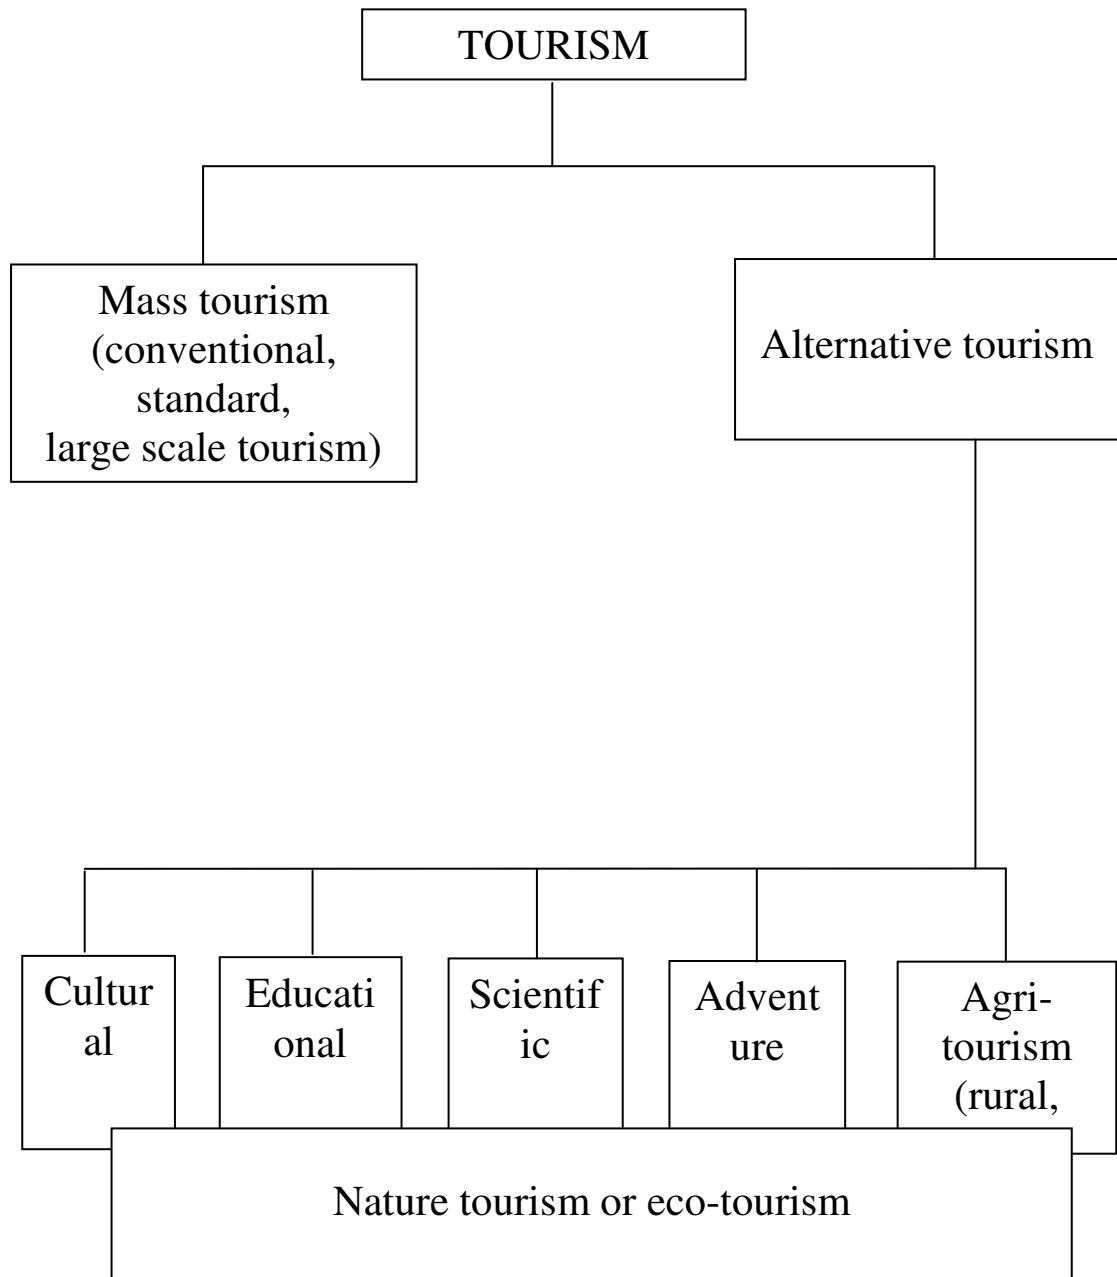 TOURISM
Mass tourism
(conventional,
standard,
large scale tourism)
Alternative tourism
Cultur
al
Educati
onal
Scientif
ic
Advent
ure
Agri-
tourism
(rural,
Nature tourism or eco-tourism